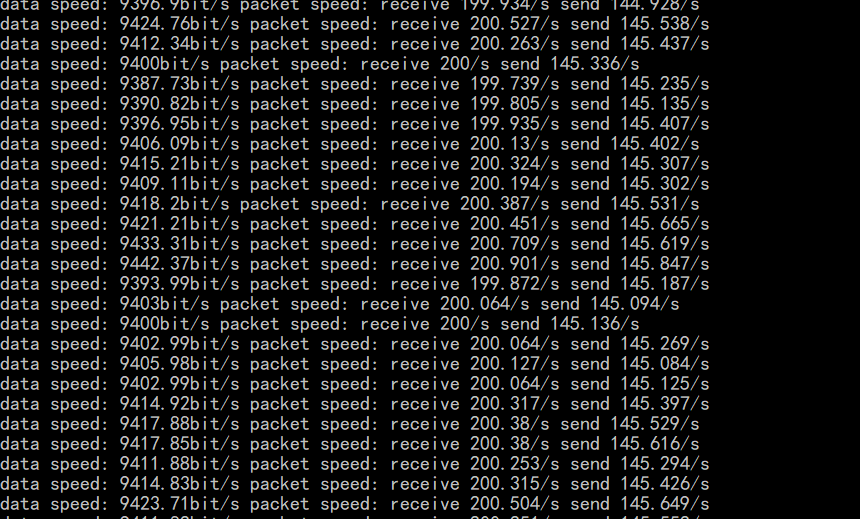 data speed: 9396.9bit/s packet speed: receive 199.934/s send 144.928/s
data speed: 9424.76bit/s packet speed: receive 200.527/s send 145.538/s
data speed: 9412.34bit/s packet speed: receive 200.263/s send 145.437/s
data speed: 9400bit/s packet speed: receive 200/s send 145.336/s
data speed: 9387.73bit/s packet speed: receive 199.739/s send 145.235/s
data speed: 9390.82bit/s packet speed: receive 199.805/s send 145.135/s
data speed: 9396.95bit/s packet speed: receive 199.935/s send 145.407/s
data speed: 9406.09bit/s packet speed: receive 200.13/s send 145.402/s
data speed: 9415.21bit/s packet speed: receive 200.324/s send 145.307/s
data speed: 9409.11bit/s packet speed: receive 200.194/s send 145.302/s
data speed: 9418.2bit/s packet speed: receive 200.387/s send 145.531/s
data speed: 9421.21bit/s packet speed: receive 200.451/s send 145.665/s
data speed: 9433.31bit/s packet speed: receive 200.709/s send 145.619/s
data speed: 9442.37bit/s packet speed: receive 200.901/s send 145.847/s
data speed: 9393.99bit/s packet speed: receive 199.872/s send 145.187/s
data speed: 9403bit/s packet speed: receive 200.064/s send 145.094/s
data speed: 9400bit/s packet speed: receive 200/s send 145.136/s
data speed: 9402.99bit/s packet speed: receive 200.064/s send 145.269/s
data speed: 9405.98bit/s packet speed: receive 200.127/s send 145.084/s
data speed: 9402.99bit/s packet speed: receive 200.064/s send 145.125/s
data speed: 9414.92bit/s packet speed: receive 200.317/s send 145.397/s
data speed: 9417.88bit/s packet speed: receive 200.38/s send 145.529/s
data speed: 9417.85bit/s packet speed: receive 200.38/s send 145.616/s
data speed: 9411.88bit/s packet speed: receive 200.253/s send 145.294/s
data speed: 9414.83bit/s packet speed: receive 200.315/s send 145.426/s
data speed: 9423.71bit/s packet speed: receive 200.504/s send 145.649/s
data speed: packet speed: receive send